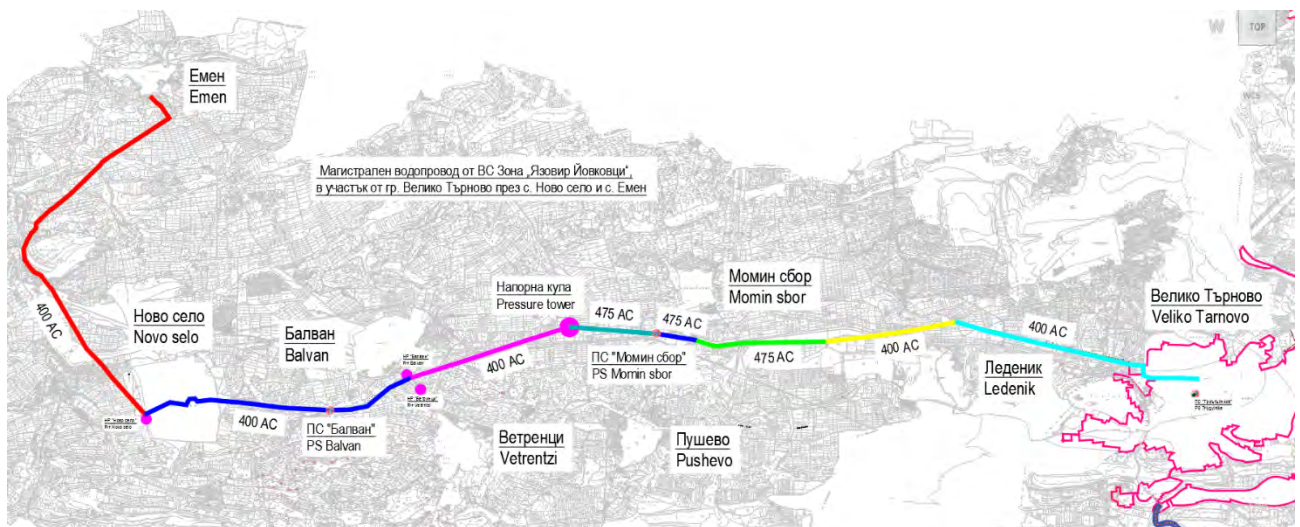 W
TOP
WCS
Емен
Emen
Магистрален водопровод от ВС Зона „Язовир Йовковци“,
в участък от гр. Велико Търново през с. Ново село и с. Емен
400 AC
Ново село
Novo selo
Балван
Balvan
Напорна кула
Pressure tower
475 AC
475 AC
Момин сбор
Momin sbor
Велико Търново
Veliko Tarnovo
400 AC
ПС "Момин сбор"
PS Momin sbor
475 AC
400 AC
400 AC
Леденик
Ledenik
400 AC
ПС "Балван"
PS Balvan
Ветренци
Vetrentzi
Пушево
Pushevo